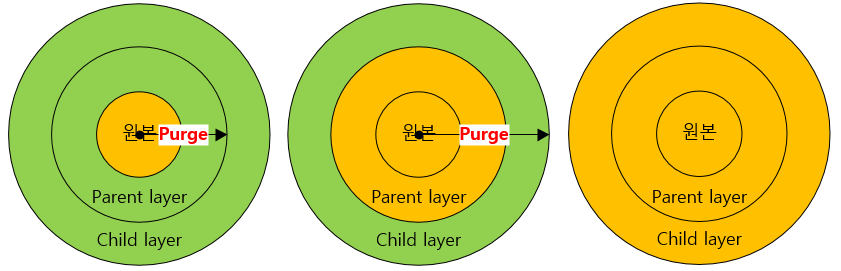 원본
Purge
Parent layer
Child layer
원본
Purge
Parent layer
Child layer
원본
Parent layer
Child layer